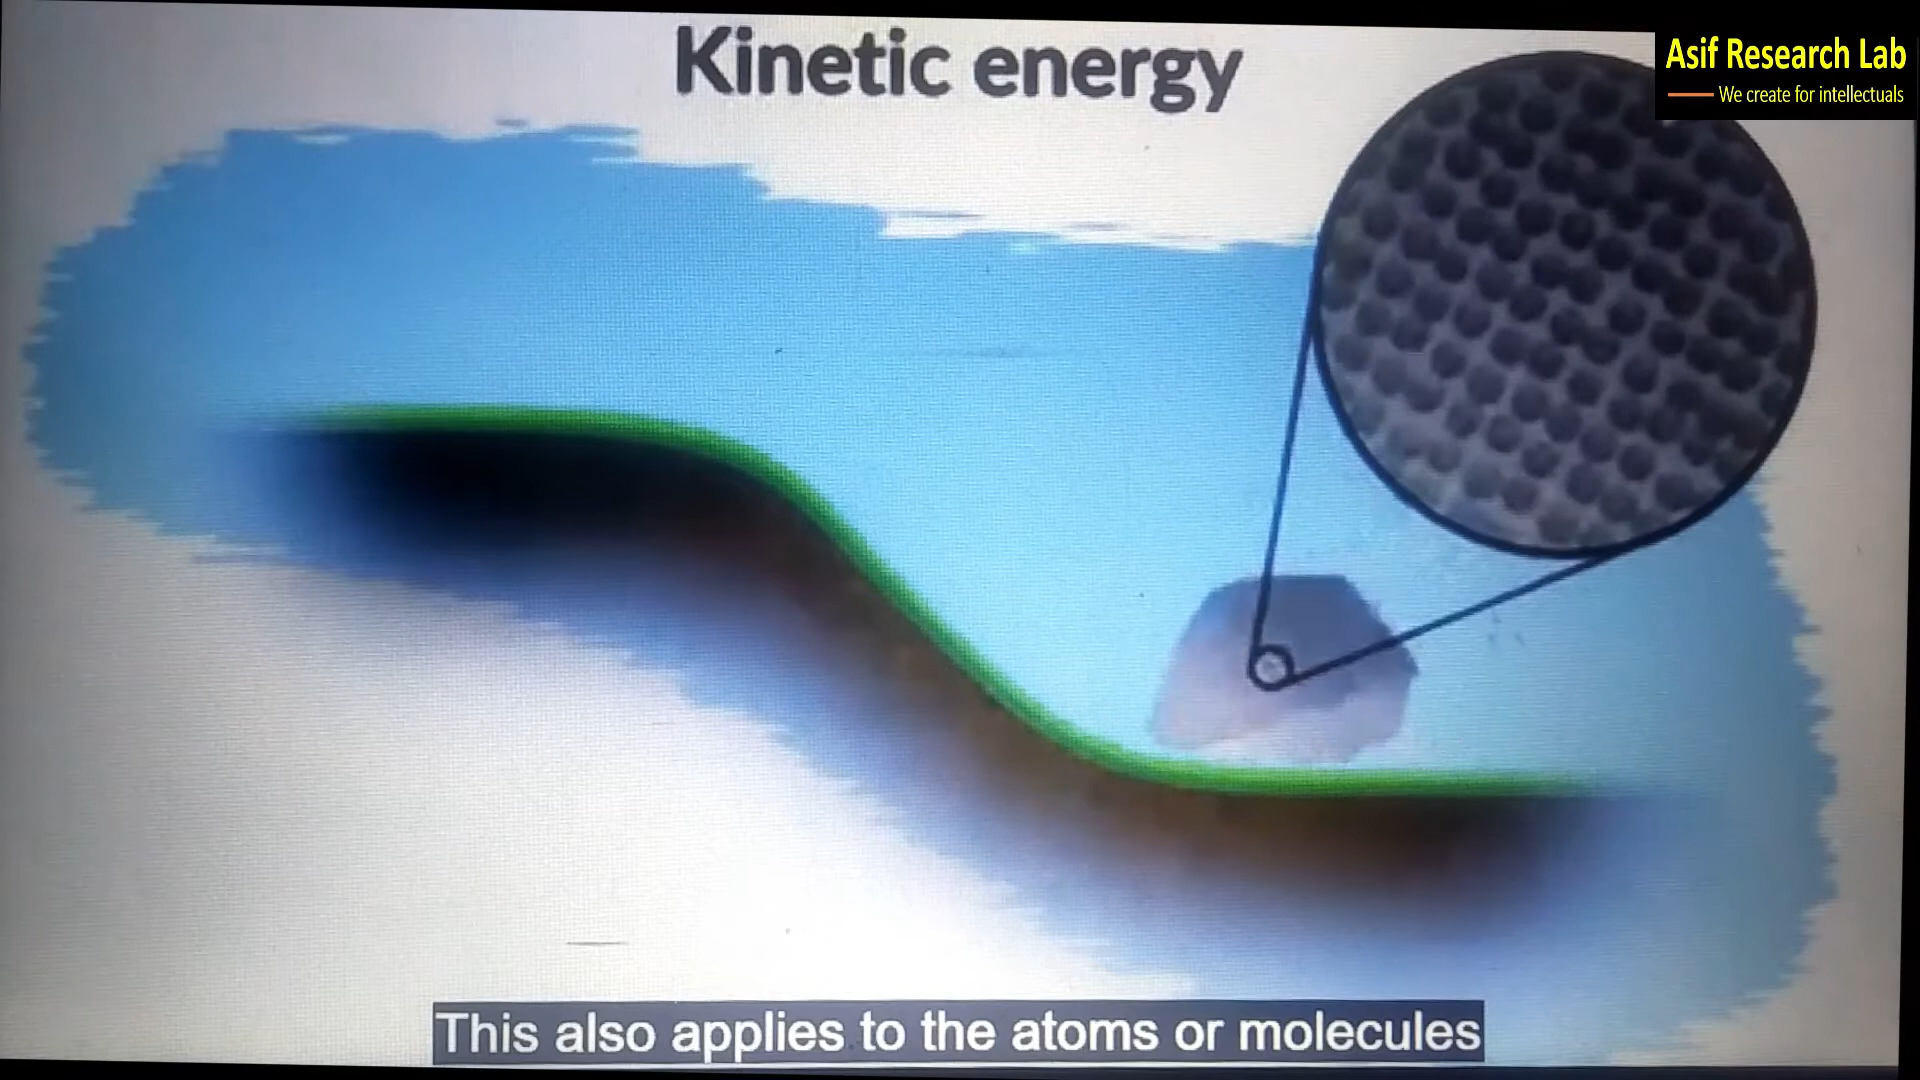 Kinetic energy
Asif Research Lab
We create for intellectuals
This also applies to the atoms or molecules